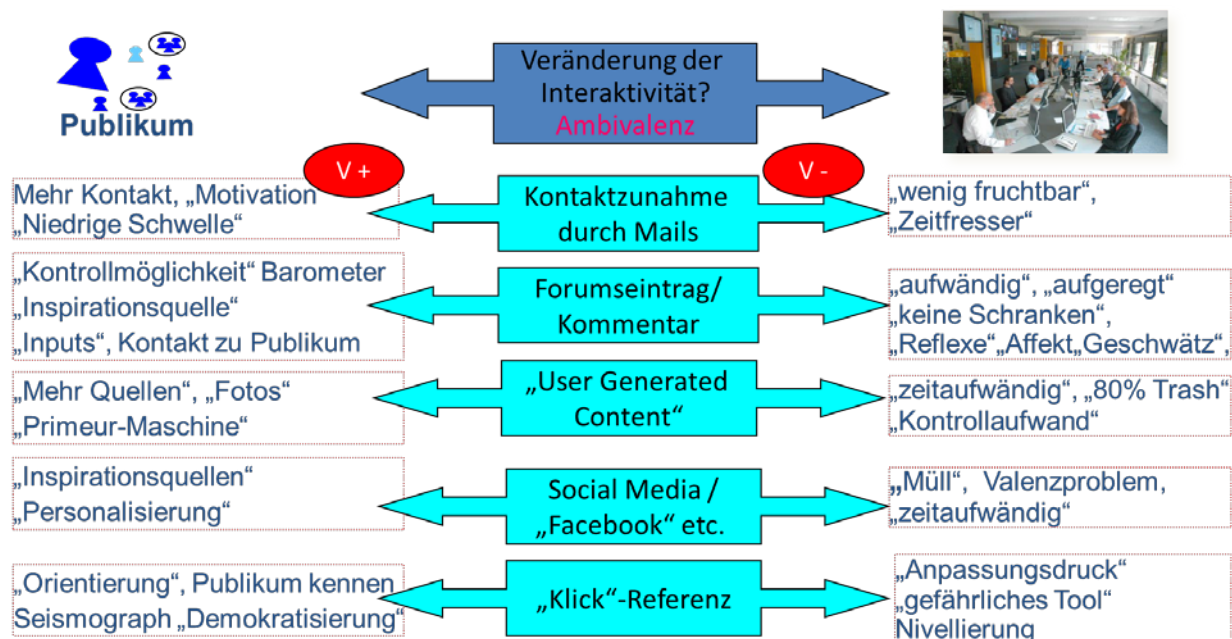 Publikum
Veränderung der
Interaktivität?
Ambivalenz
V +
V -
Mehr Kontakt, „Motivation
„Niedrige Schwelle“
Kontaktzunahme
durch Mails
„wenig fruchtbar“,
„Zeitfresser“
„Kontrollmöglichkeit“ Barometer
„Inspirationsquelle“
„Inputs“, Kontakt zu Publikum
Forumseintrag/
Kommentar
„aufwändig“, „aufgeregt“
„keine Schranken“,
„Reflexe“„Affekt„Geschwätz“,
„Mehr Quellen“, „Fotos“
„Primeur-Maschine”
„User Generated
Content“
„zeitaufwändig“, „80% Trash“
„Kontrollaufwand“
„Inspirationsquellen“
„Personalisierung“
Social Media /
„Facebook“ etc.
„Müll“, Valenzproblem,
„zeitaufwändig“
„Orientierung“, Publikum kennen
Seismograph „Demokratisierung“
„Klick“-Referenz
„Anpassungsdruck“
„gefährliches Tool“
Nivellierung